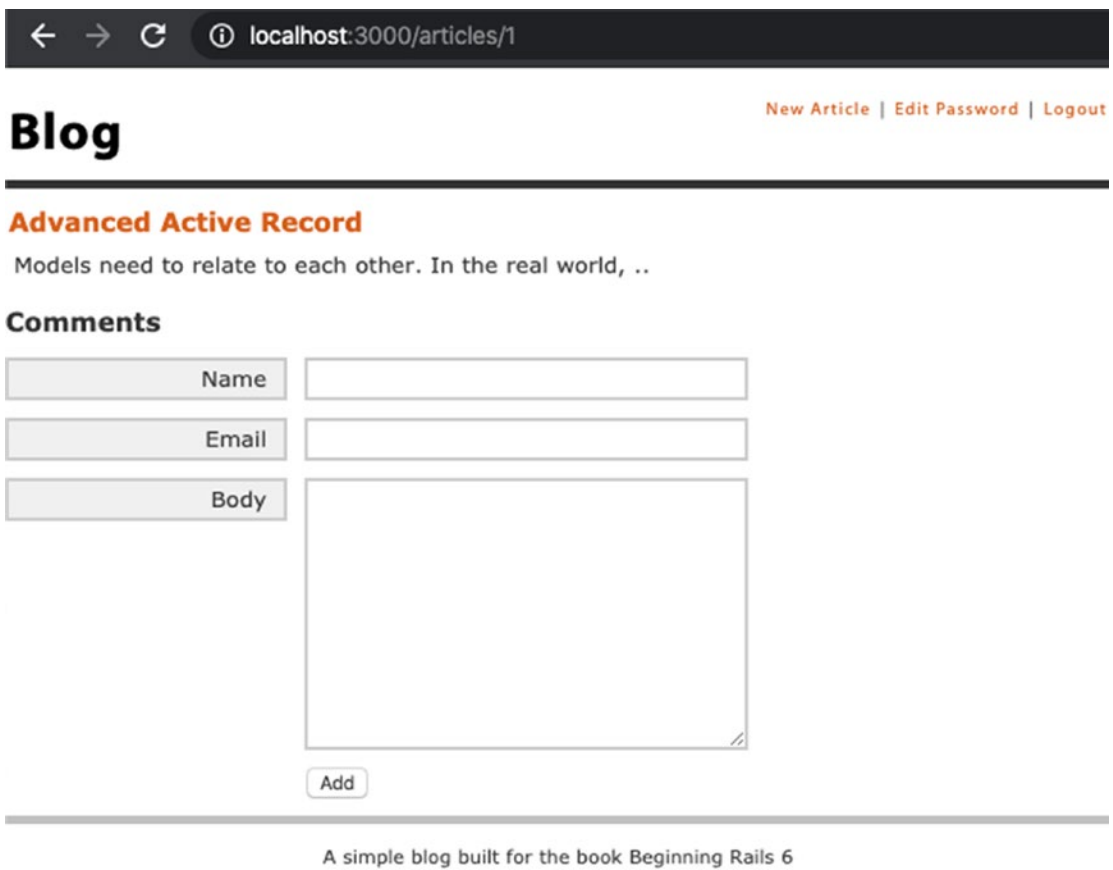 localhost:3000/articles/1
Blog
New Article | Edit Password | Logout
Advanced Active Record
Models need to relate to each other. In the real world, ..
Comments
Name
Email
Body
Add
A simple blog built for the book Beginning Rails 6